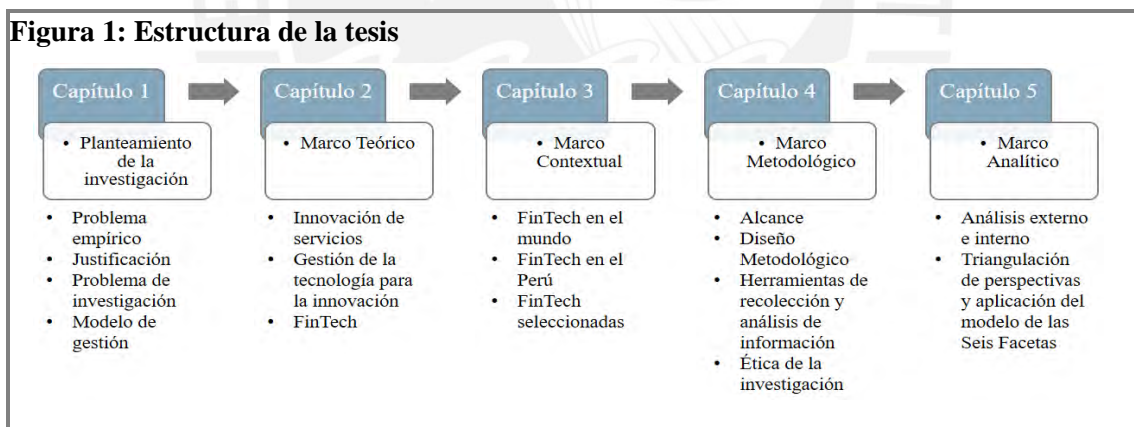 Figura 1: Estructura de la tesis
Capítulo 1
• Planteamiento
de la
investigación
• Problema
empírico
• Justificación
• Problema de
investigación
• Modelo de
gestión
Capítulo 2
• Marco Teórico
• Innovación de
servicios
• Gestión de la
tecnología para
la innovación
• FinTech
Capítulo 3
• Marco
Contextual
• FinTech en el
mundo
• FinTech en el
Perú
• FinTech
seleccionadas
Capítulo 4
• Marco
Metodológico
• Alcance
• Diseño
Metodológico
• Herramientas de
recolección y
análisis de
información
• Ética de la
investigación
Capítulo 5
• Marco
Analítico
• Análisis externo
e interno
• Triangulación
de perspectivas
y aplicación del
modelo de las
Seis Facetas